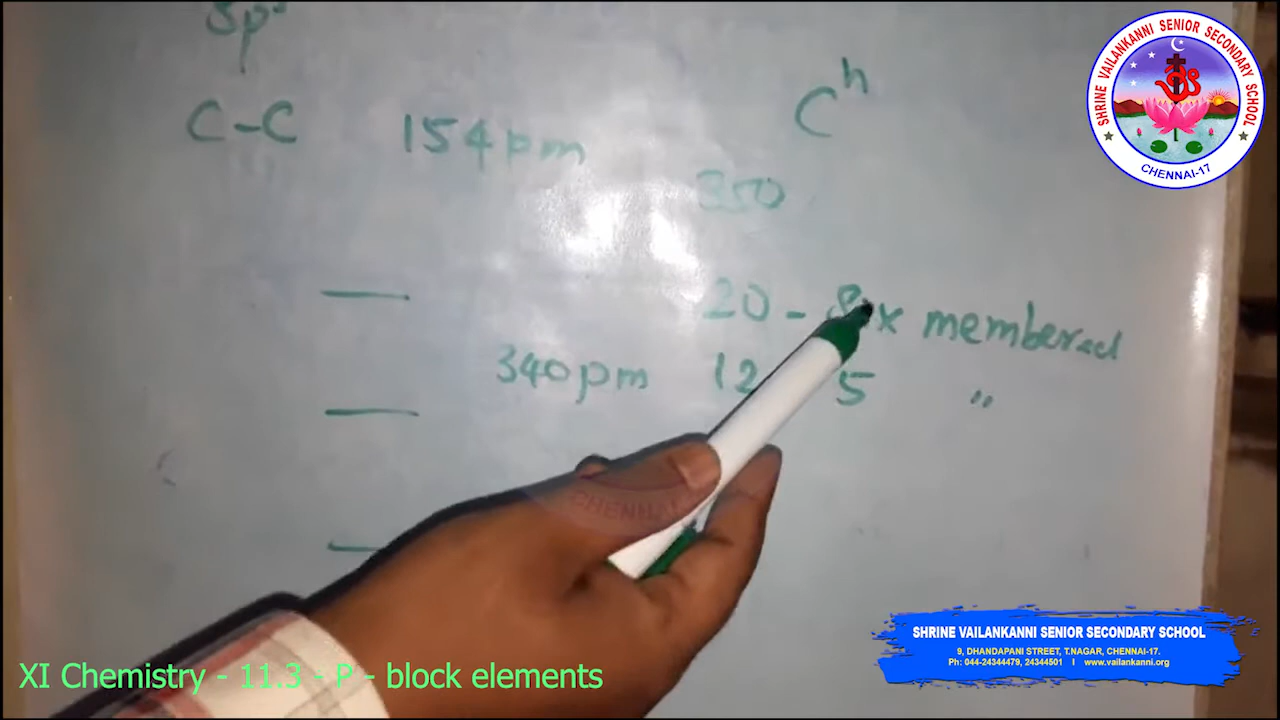 C-C 154pm
Cⁿ
350
20 - Six membered
340pm 12 5 "
SHRINE VAILANKANNI SENIOR SECONDARY SCHOOL
CHENNAI-17
CHENNAI
XI Chemistry - 11.3 - P - block elements
SHRINE VAILANKANNI SENIOR SECONDARY SCHOOL
9, DHANDAPANI STREET, T.NAGAR, CHENNAI-17.
Ph: 044-24344479, 24344501 I www.vailankanni.org